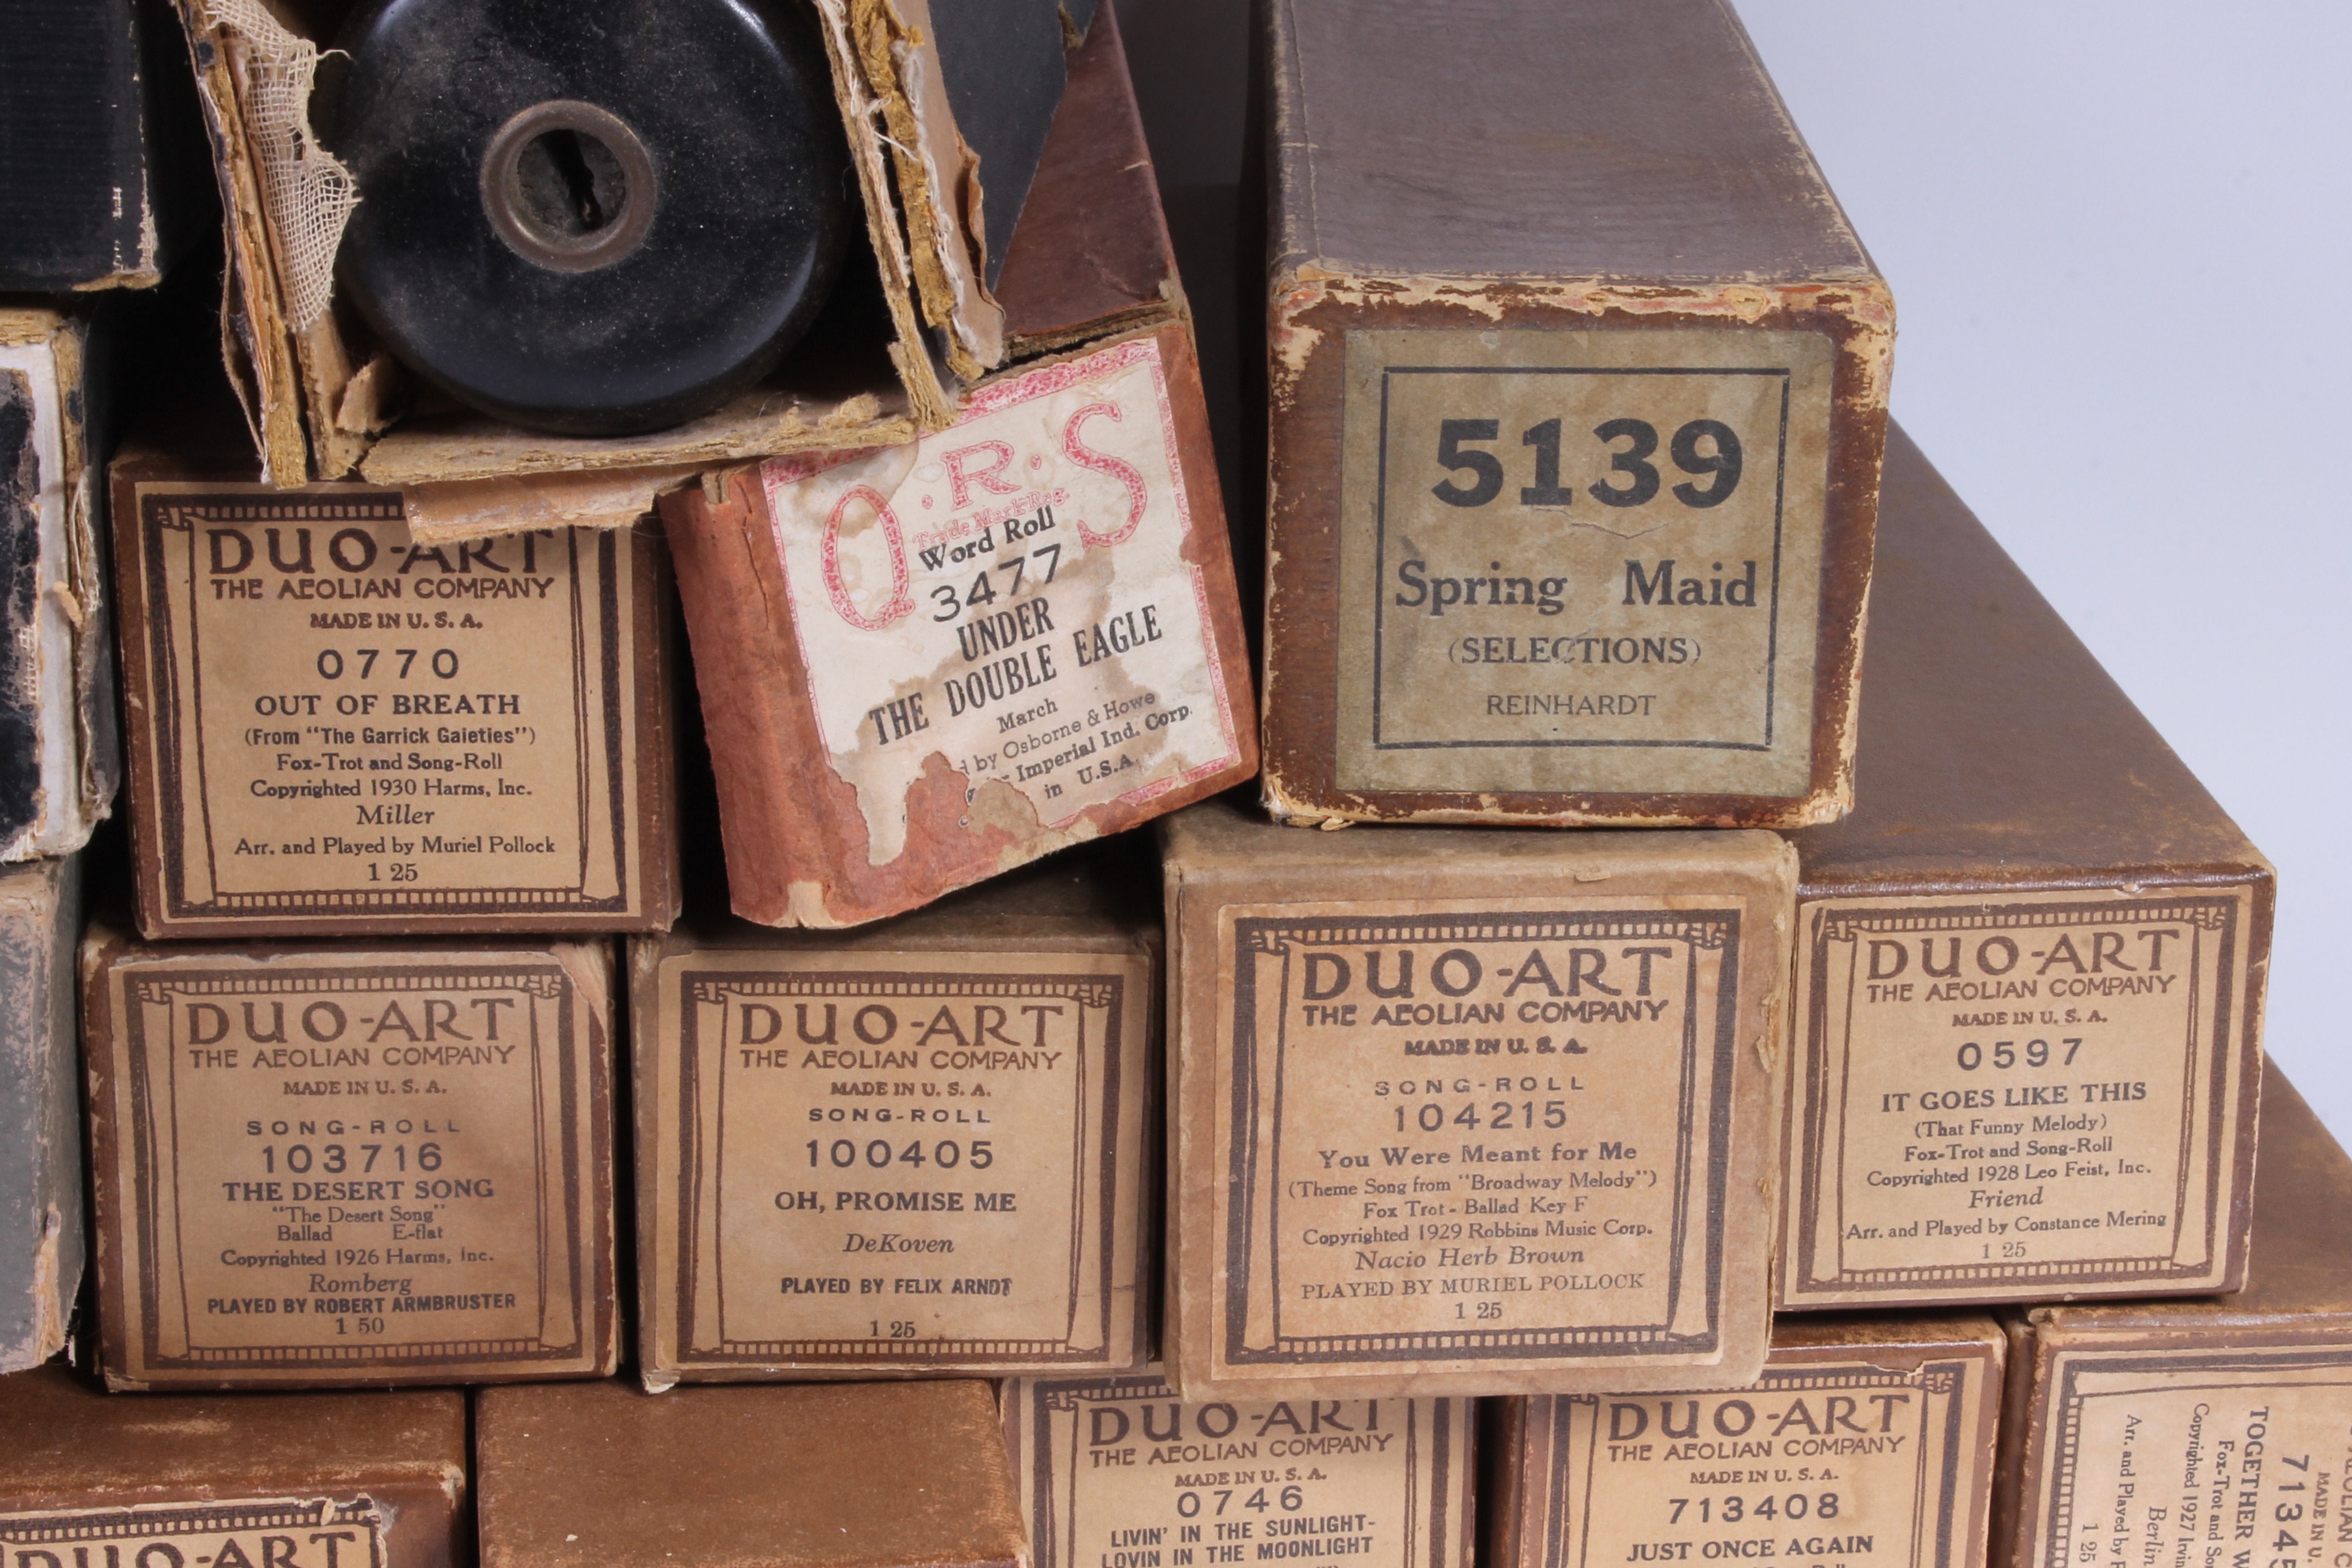 DUO-ART
THE AEOLIAN COMPANY
MADE IN U. S. A.
0770
OUT OF BREATH
(From "The Garrick Gaieties")
Fox-Trot and Song-Roll
Copyrighted 1930 Harms, Inc.
Miller
Arr. and Played by Muriel Pollock
1 25
Q.R.S
Trade Mark Reg.
Word Roll
3477
UNDER
THE DOUBLE EAGLE
March
by Osborne & Howe
Imperial Ind. Corp.
in U.S.A.
5139
Spring Maid
(SELECTIONS)
REINHARDT
DUO-ART
THE AEOLIAN COMPANY
MADE IN U. S. A.
SONG-ROLL
103716
THE DESERT SONG
"The Desert Song"
Ballad E-flat
Copyrighted 1926 Harms, Inc.
Romberg
PLAYED BY ROBERT ARMBRUSTER
1 50
DUO-ART
THE AEOLIAN COMPANY
MADE IN U. S. A.
SONG-ROLL
100405
OH, PROMISE ME
DeKoven
PLAYED BY FELIX ARNDT
1 25
DUO-ART
THE AEOLIAN COMPANY
MADE IN U. S. A.
SONG-ROLL
104215
You Were Meant for Me
(Theme Song from "Broadway Melody")
Fox Trot - Ballad Key F
Copyrighted 1929 Robbins Music Corp.
Nacio Herb Brown
PLAYED BY MURIEL POLLOCK
1 25
DUO-ART
THE AEOLIAN COMPANY
MADE IN U. S. A.
0597
IT GOES LIKE THIS
(That Funny Melody)
Fox-Trot and Song-Roll
Copyrighted 1928 Leo Feist, Inc.
Friend
Arr. and Played by Constance Mering
1 25
DUO-ART
DUO-ART
THE AEOLIAN COMPANY
MADE IN U. S. A.
0746
LIVIN' IN THE SUNLIGHT-
LOVIN IN THE MOONLIGHT
DUO-ART
THE AEOLIAN COMPANY
MADE IN U. S. A.
713408
JUST ONCE AGAIN
MADE IN U.
7134
TOGETHER
Fox-Trot and
Copyrighted 1927
Berlin
Arr. and Played by
1 25